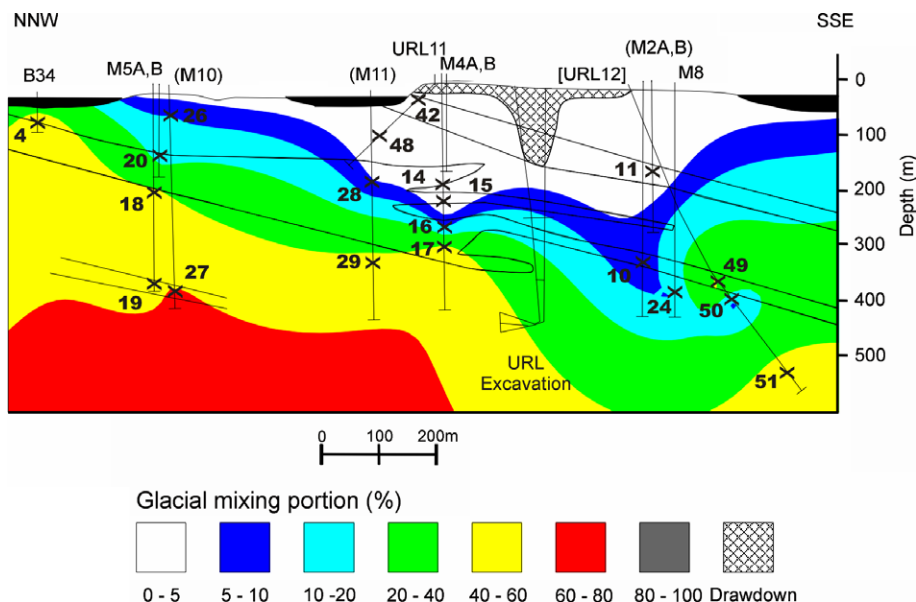 NNW
SSE
URL11
M5A,B
(M10)
(M11)
M4A,B
(M2A,B)
B34
[URL12]
M8
0
26
42
4
100
48
20
11
14
15
28
200
18
16
17
300
29
10
49
27
19
24
50
400
URL
Excavation
51
500
Depth (m)
0 100 200m
Glacial mixing portion (%)
0 - 5 5 - 10 10 -20 20 - 40 40 - 60 60 - 80 80 - 100 Drawdown